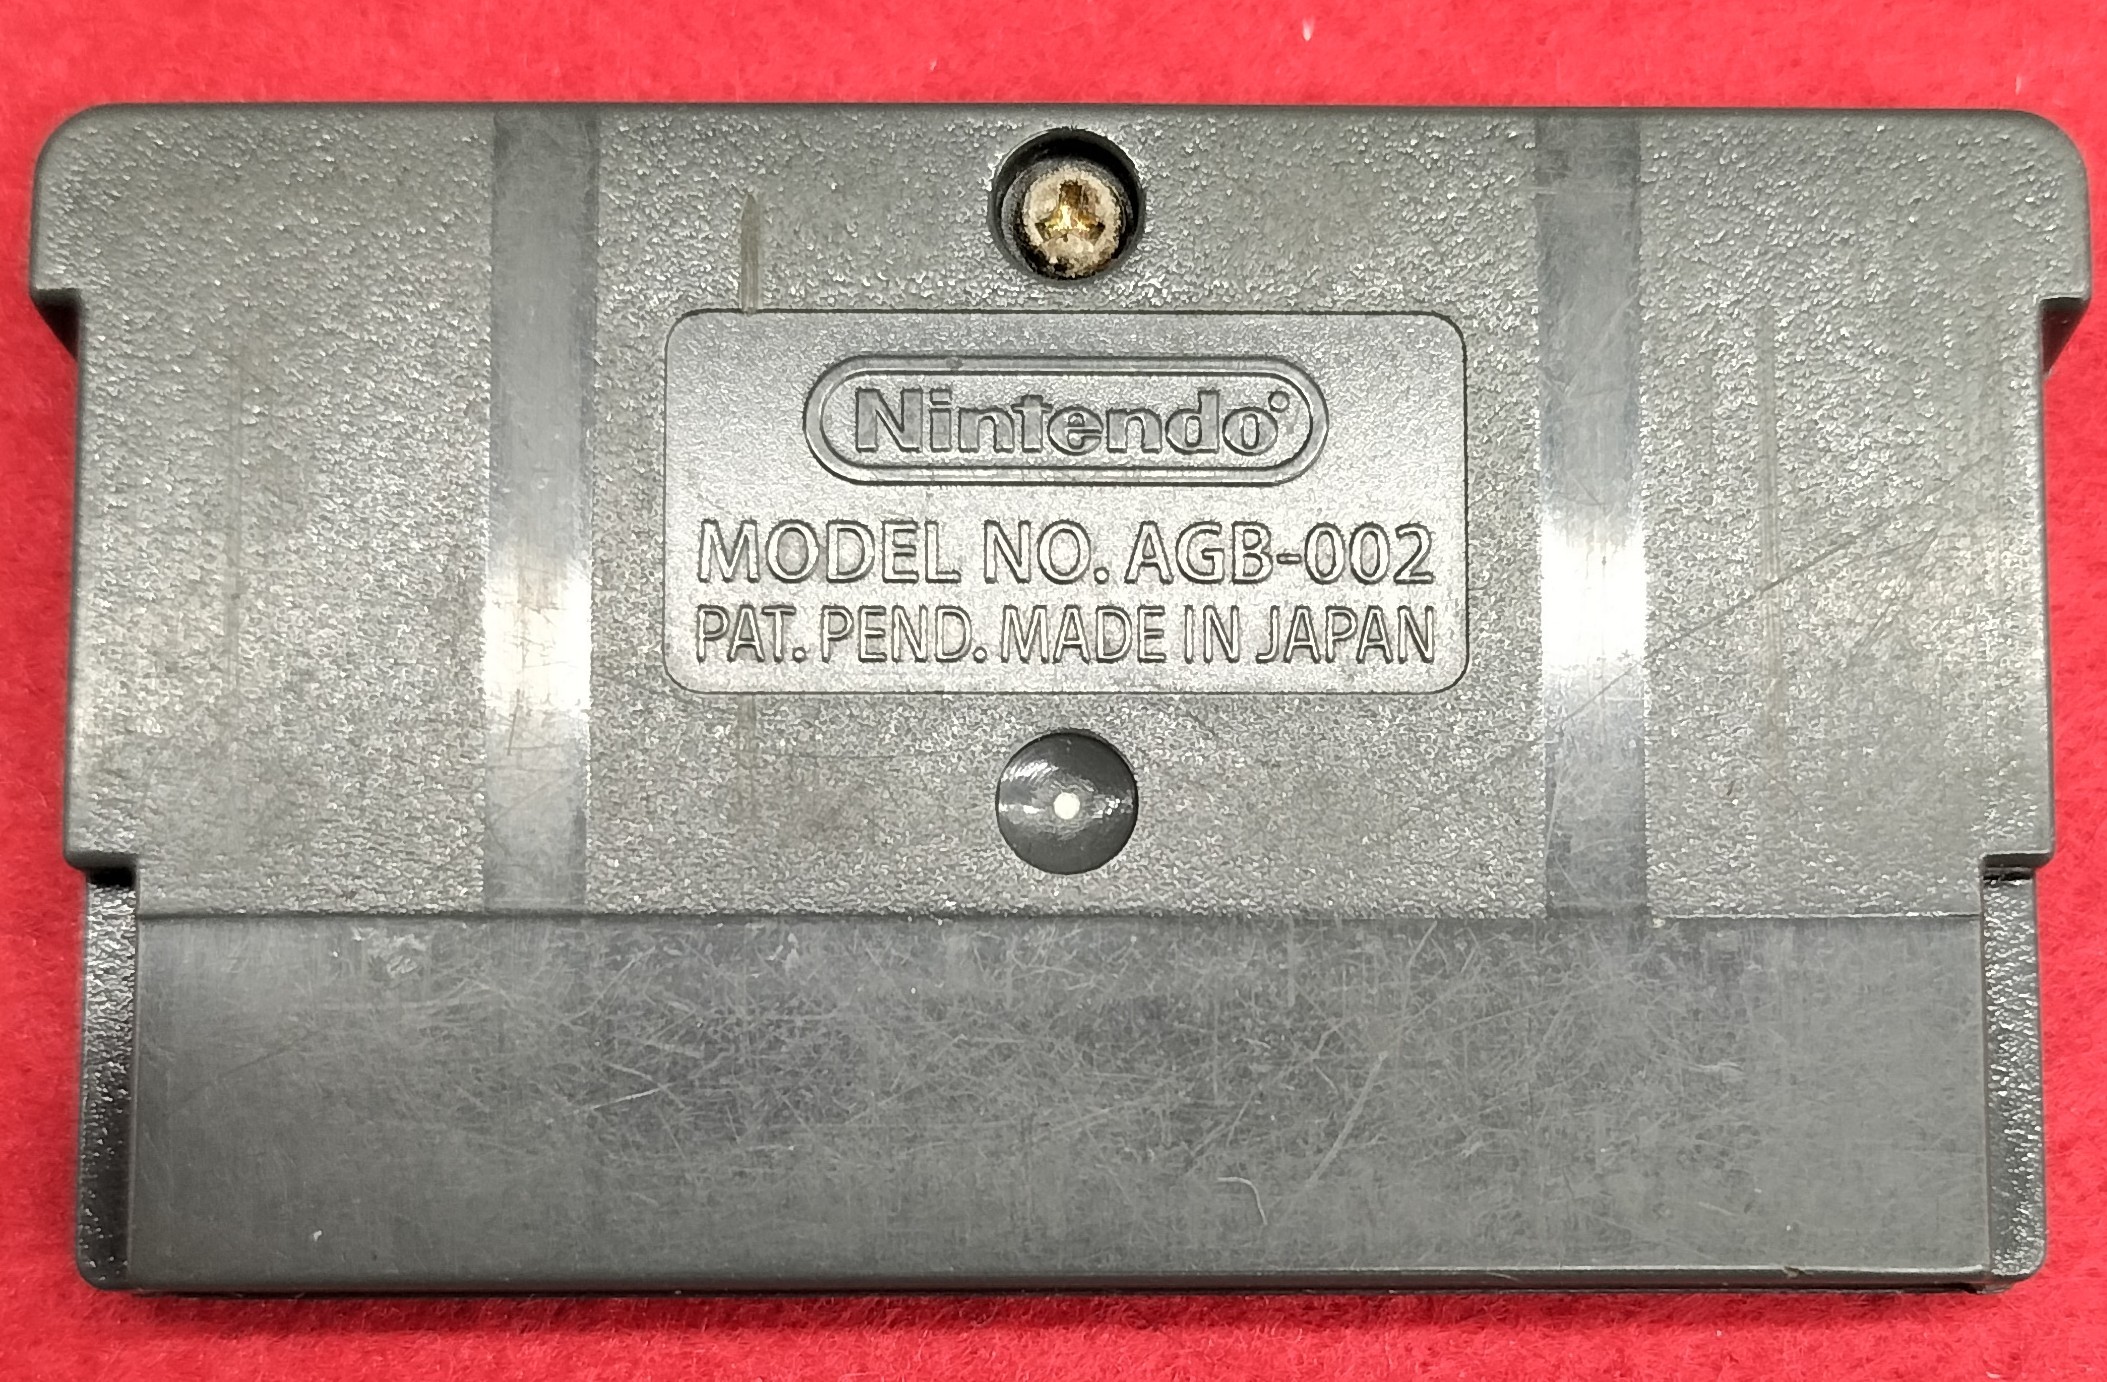 Nintendo
MODEL NO. AGB-002
PAT. PEND. MADE IN JAPAN